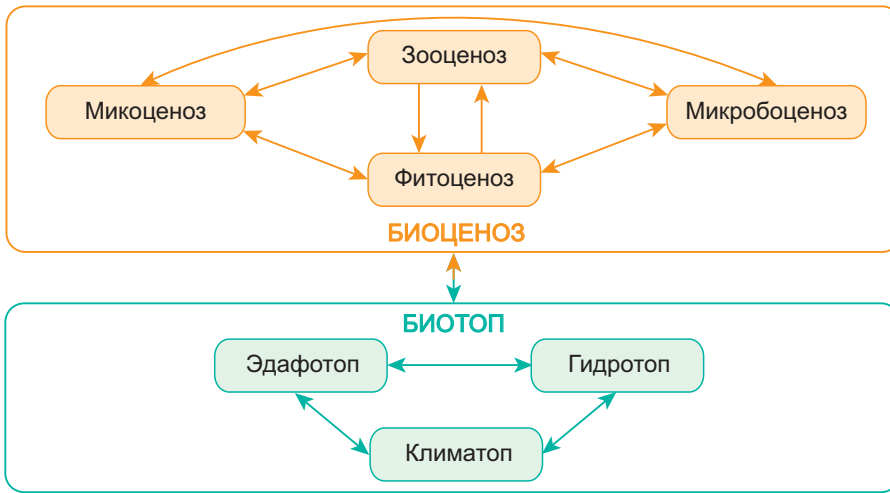 Зооценоз
Микоценоз
Микробоценоз
Фитоценоз
БИОЦЕНОЗ
БИОТОП
Эдафотоп
Гидротоп
Климатоп